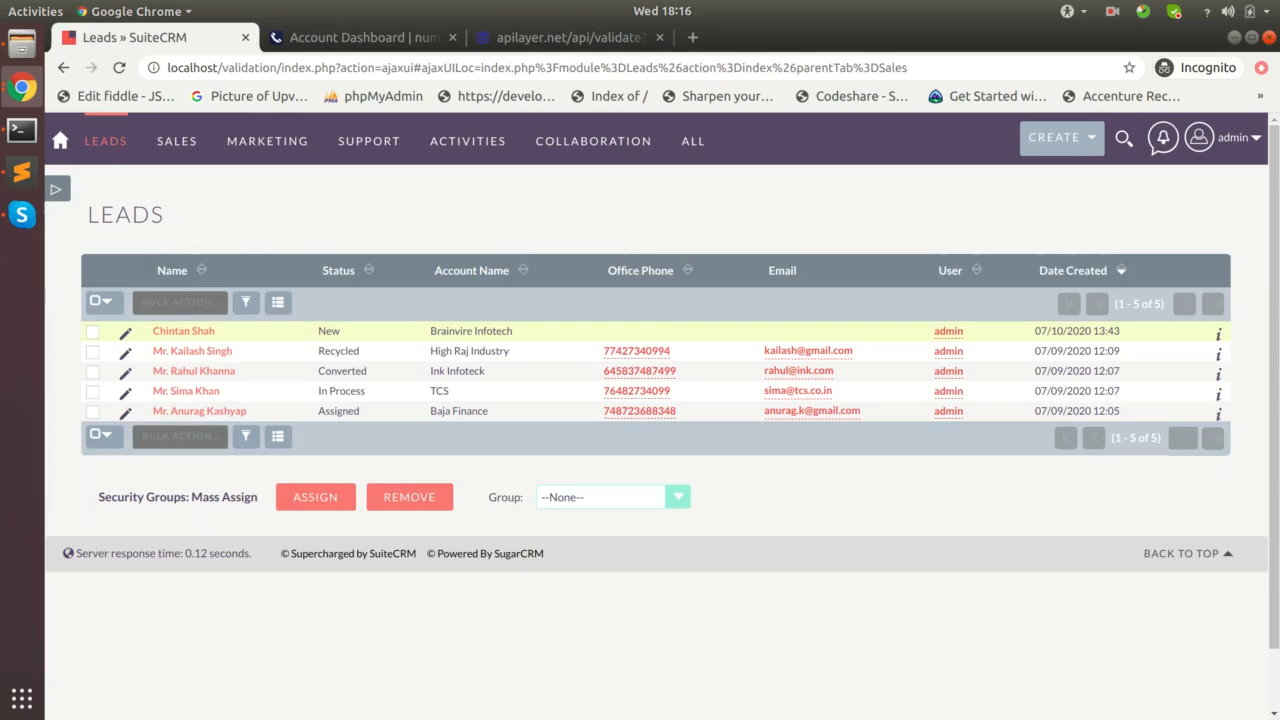 Activities Google Chrome Wed 18:16
Leads » SuiteCRM Account Dashboard | num apilayer.net/api/validate?
localhost/validation/index.php?action=ajaxui#ajaxUILoc=index.php%3Fmodule%3DLeads%26action%3Dindex%26parentTab%3DSales Incognito
Edit fiddle - JS... Picture of Upv... phpMyAdmin https://develo... Index of / Sharpen your... Codeshare - S... Get Started wi... Accenture Rec... »
LEADS SALES MARKETING SUPPORT ACTIVITIES COLLABORATION ALL CREATE admin
LEADS
Name Status Account Name Office Phone Email User Date Created
BULK ACTION... (1 - 5 of 5)
Chintan Shah New Brainvire Infotech admin 07/10/2020 13:43
Mr. Kailash Singh Recycled High Raj Industry 77427340994 kailash@gmail.com admin 07/09/2020 12:09
Mr. Rahul Khanna Converted Ink Infoteck 645837487499 rahul@ink.com admin 07/09/2020 12:07
Mr. Sima Khan In Process TCS 76482734099 sima@tcs.co.in admin 07/09/2020 12:07
Mr. Anurag Kashyap Assigned Baja Finance 748723688348 anurag.k@gmail.com admin 07/09/2020 12:05
BULK ACTION... (1 - 5 of 5)
Security Groups: Mass Assign ASSIGN REMOVE Group: --None--
Server response time: 0.12 seconds. © Supercharged by SuiteCRM © Powered By SugarCRM BACK TO TOP